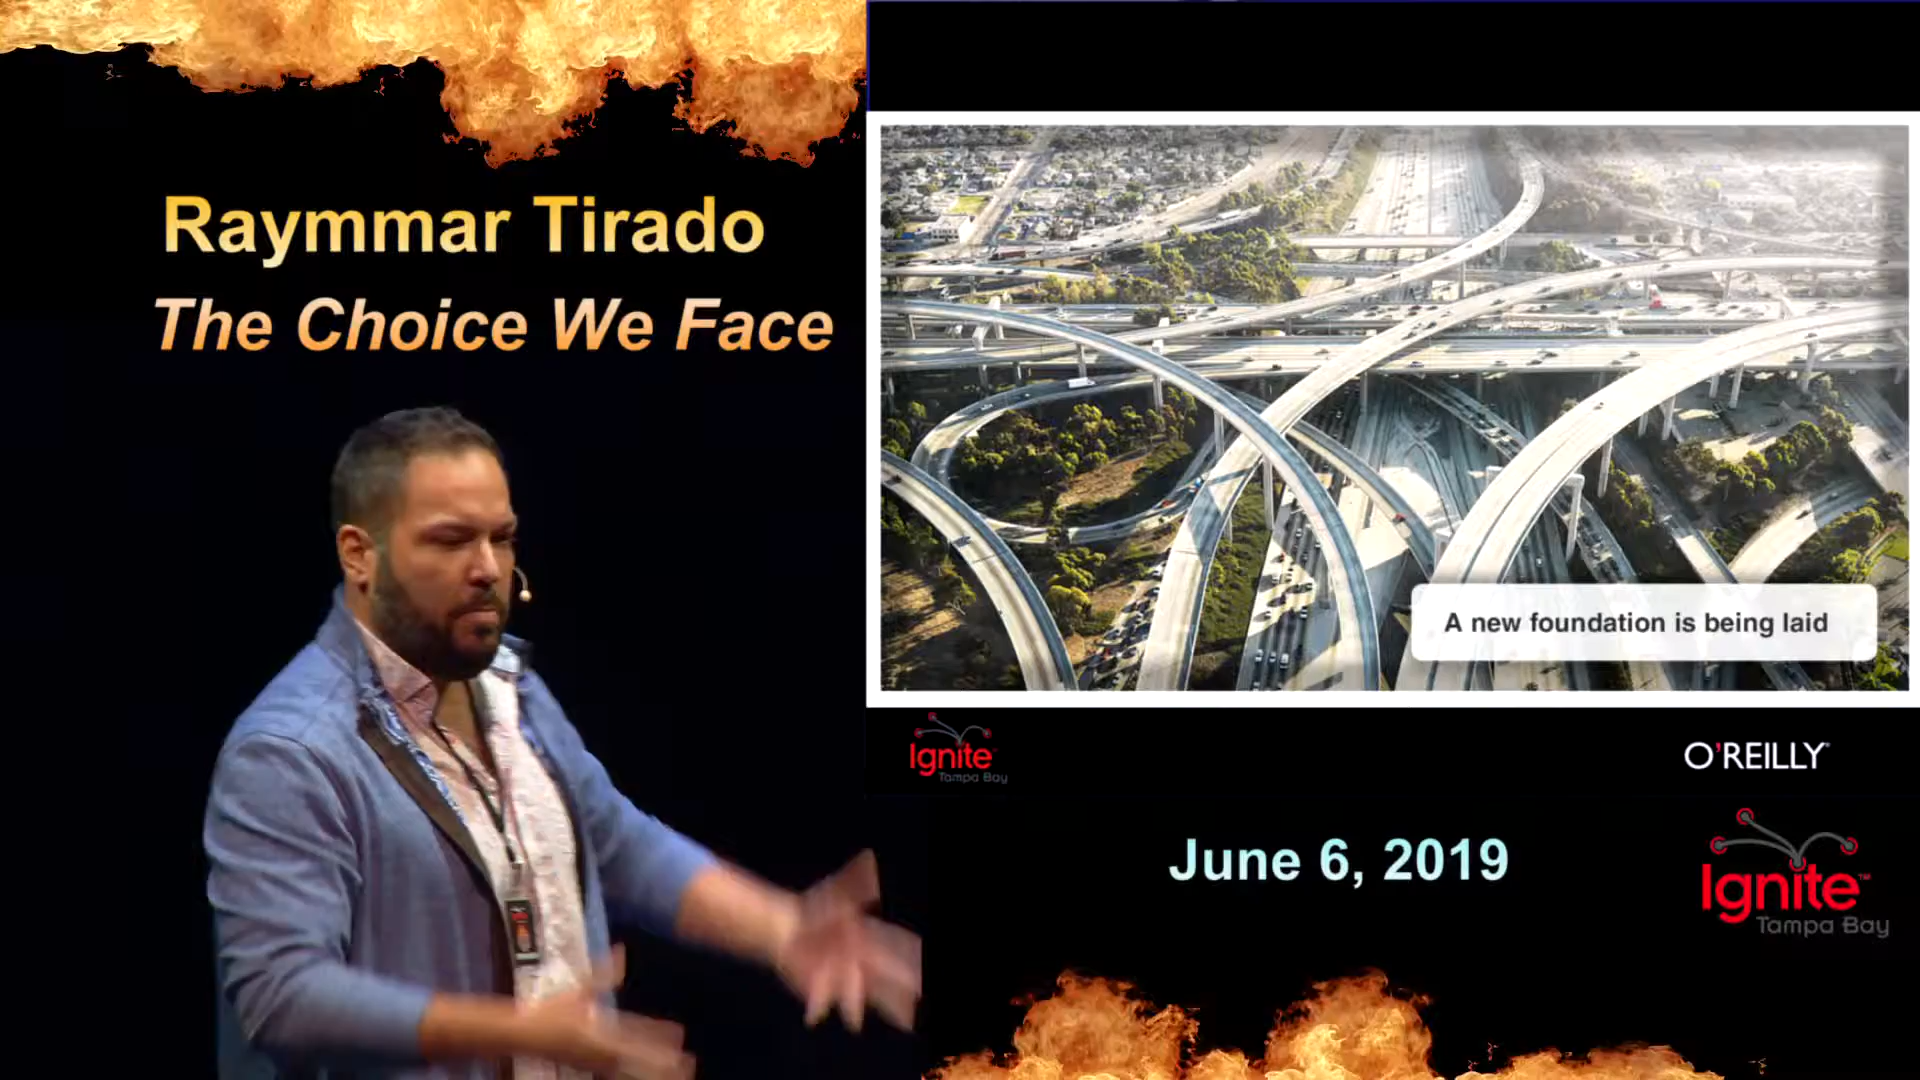 Raymmar Tirado
The Choice We Face
A new foundation is being laid
Ignite
Tampa Bay
O'REILLY
June 6, 2019
Ignite™
Tampa Bay